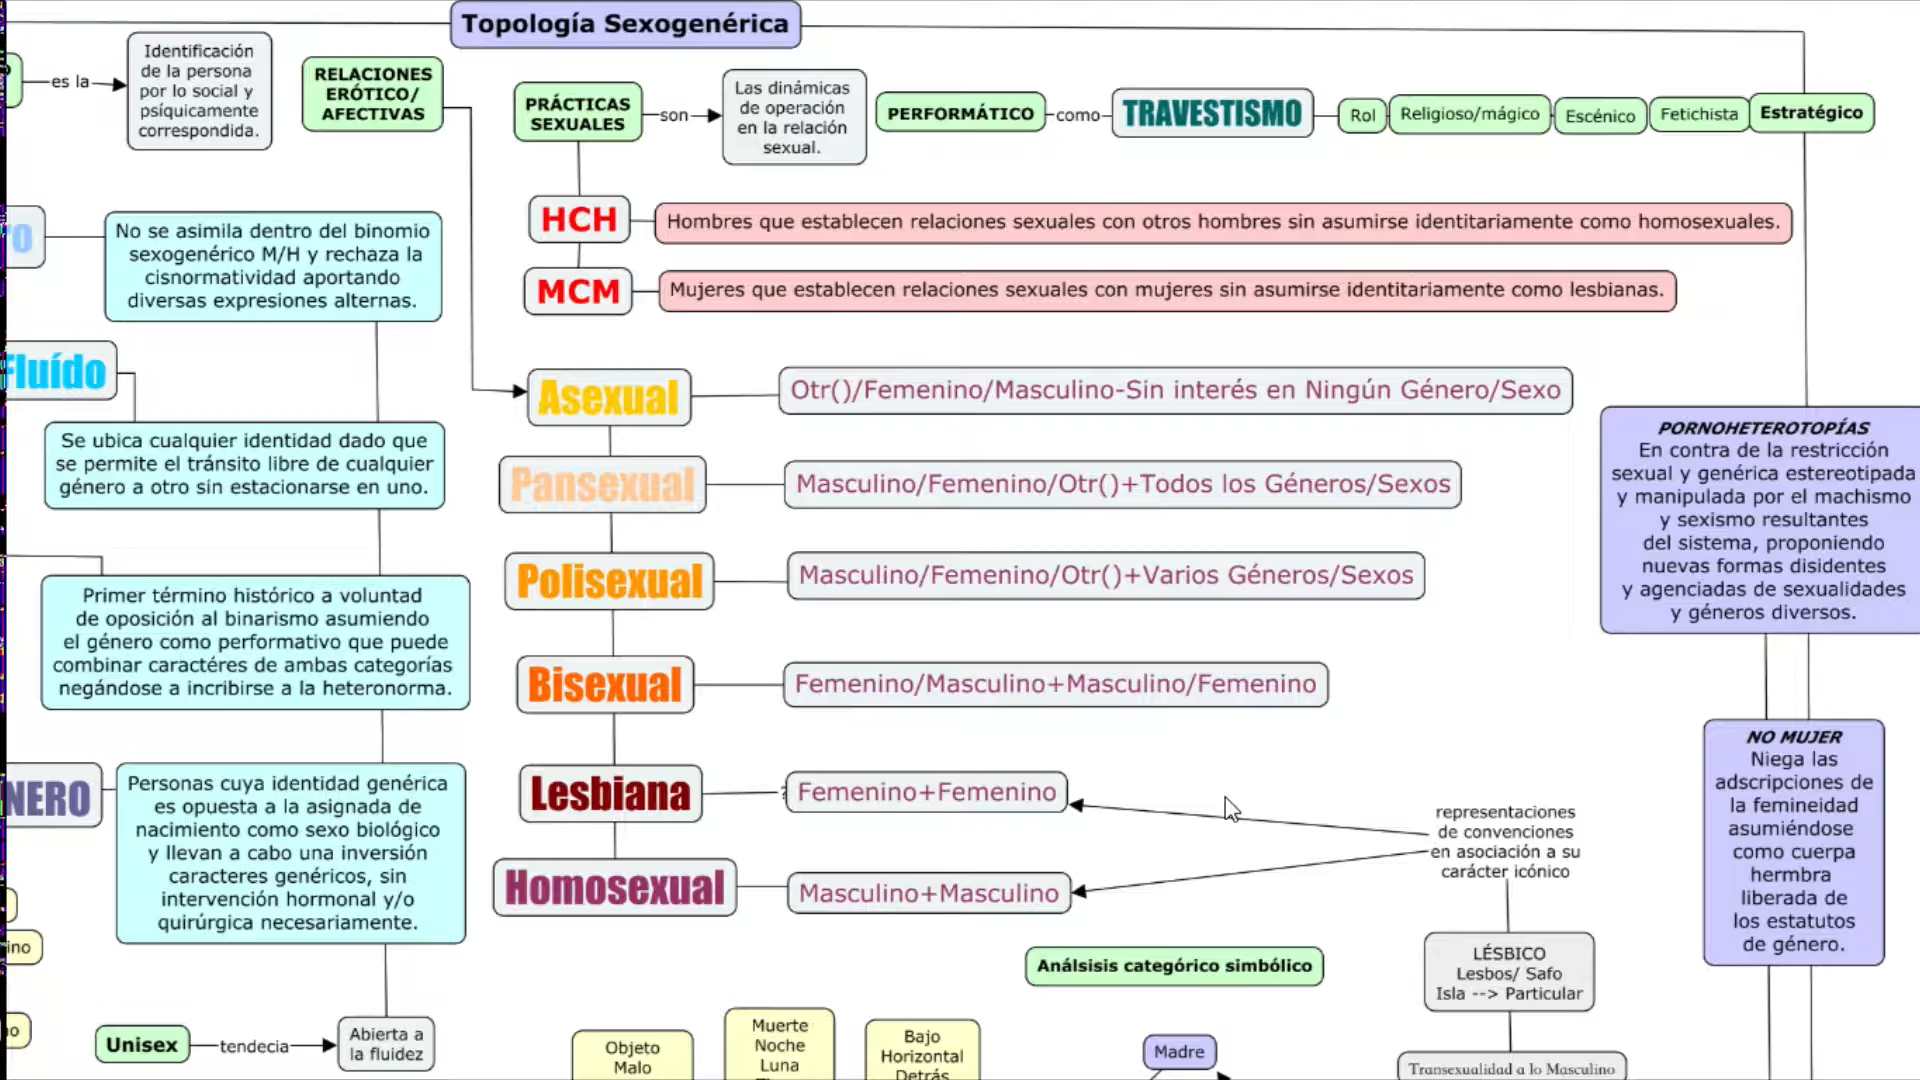 Topología Sexogenérica
es la
Identificación
de la persona
por lo social y
psíquicamente
correspondida.
RELACIONES
ERÓTICO/
AFECTIVAS
PRÁCTICAS
SEXUALES
son
Las dinámicas
de operación
en la relación
sexual.
PERFORMÁTICO
como
TRAVESTISMO
Rol
Religioso/mágico
Escénico
Fetichista
Estratégico
HCH
Hombres que establecen relaciones sexuales con otros hombres sin asumirse identitariamente como homosexuales.
MCM
Mujeres que establecen relaciones sexuales con mujeres sin asumirse identitariamente como lesbianas.
No se asimila dentro del binomio
sexogenérico M/H y rechaza la
cisnormatividad aportando
diversas expresiones alternas.
Fluído
Se ubica cualquier identidad dado que
se permite el tránsito libre de cualquier
género a otro sin estacionarse en uno.
Primer término histórico a voluntad
de oposición al binarismo asumiendo
el género como performativo que puede
combinar caractéres de ambas categorías
negándose a incribirse a la heteronorma.
NERO
Personas cuya identidad genérica
es opuesta a la asignada de
nacimiento como sexo biológico
y llevan a cabo una inversión
caracteres genéricos, sin
intervención hormonal y/o
quirúrgica necesariamente.
ino
no
Unisex
tendecia
Abierta a
la fluidez
Asexual
Otr()/Femenino/Masculino-Sin interés en Ningún Género/Sexo
Pansexual
Masculino/Femenino/Otr()+Todos los Géneros/Sexos
Polisexual
Masculino/Femenino/Otr()+Varios Géneros/Sexos
Bisexual
Femenino/Masculino+Masculino/Femenino
Lesbiana
Femenino+Femenino
Homosexual
Masculino+Masculino
representaciones
de convenciones
en asociación a su
carácter icónico
LÉSBICO
Lesbos/ Safo
Isla --> Particular
Transexualidad a lo Masculino
PORNOHETEROTOPÍAS
En contra de la restricción
sexual y genérica estereotipada
y manipulada por el machismo
y sexismo resultantes
del sistema, proponiendo
nuevas formas disidentes
y agenciadas de sexualidades
y géneros diversos.
NO MUJER
Niega las
adscripciones de
la femineidad
asumiéndose
como cuerpa
hermbra
liberada de
los estatutos
de género.
Análsisis categórico simbólico
Objeto
Malo
Muerte
Noche
Luna
Bajo
Horizontal
Detrás
Madre